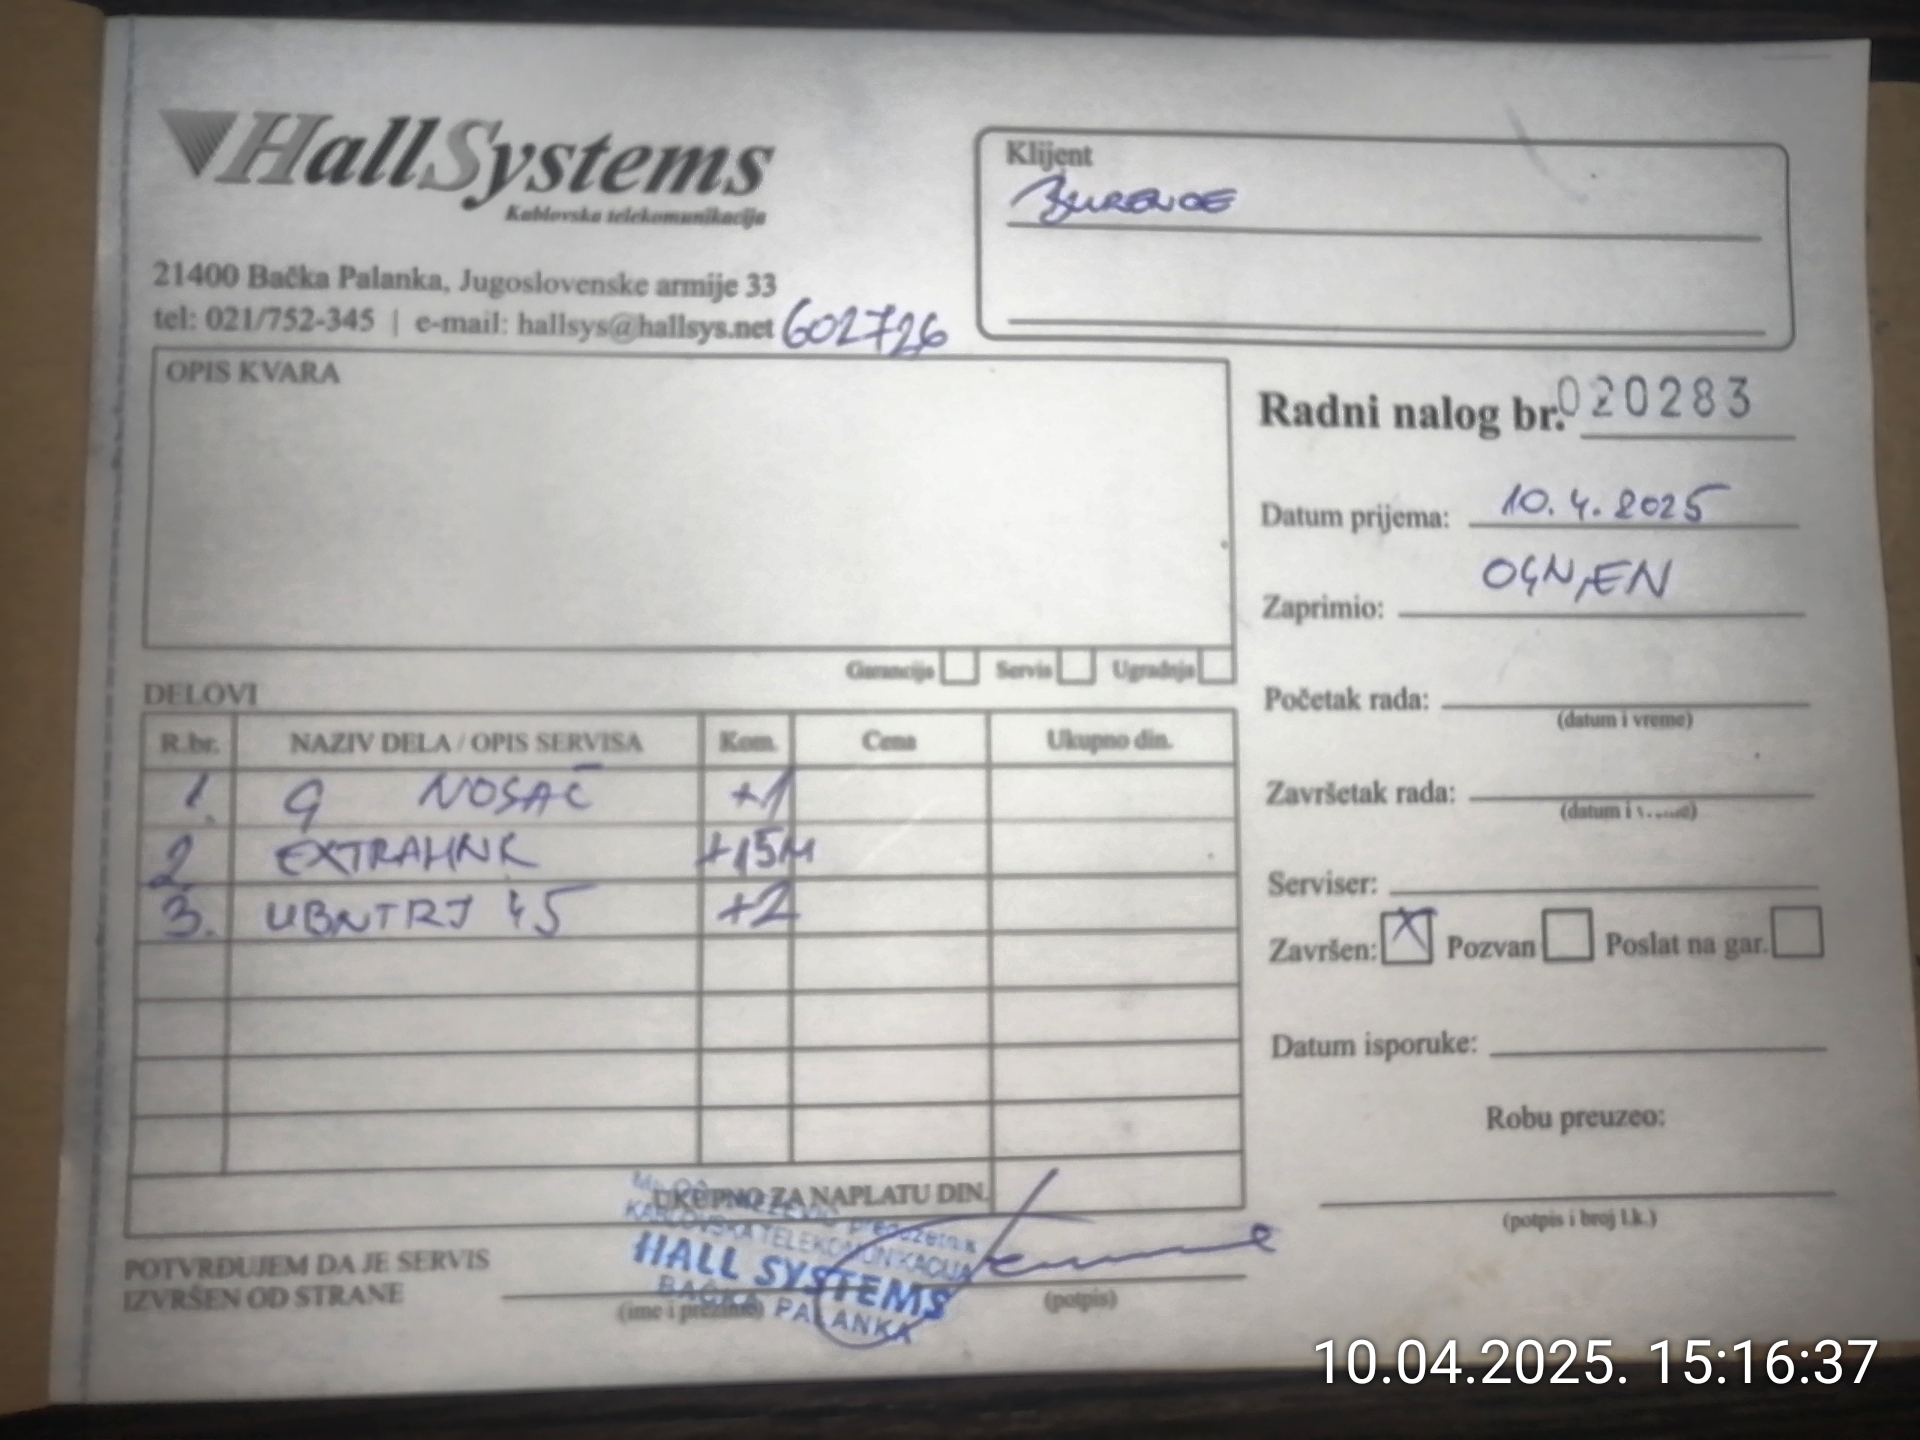 HallSystems
Kablovska telekomunikacija
21400 Bačka Palanka, Jugoslovenske armije 33
tel: 021/752-345 | e-mail: hallsys@hallsys.net 602726
Klijent
OPIS KVARA
Radni nalog br. 020283
Datum prijema: 10.4.2025
Zaprimio: OGNJEN
Garancija Servis Ugradnja
Početak rada:
(datum i vreme)
DELOVI
R.br. NAZIV DELA / OPIS SERVISA Kom. Cena Ukupno din.
1. G NOSAČ +1
2 +15M
3. UBNT RJ 45 +2
Završetak rada:
(datum i
Serviser:
Završen: X Pozvan Poslat na gar.
Datum isporuke:
Robu preuzeo:
(potpis i broj l.k.)
UKUPNO ZA NAPLATU DIN.
preduzetnik
KABLOVSKA TELEKOMUNIKACIJA
HALL SYSTEMS
BAČKA PALANKA
POTVRĐUJEM DA JE SERVIS
IZVRŠEN OD STRANE
(ime i prezime) (potpis)
10.04.2025. 15:16:37